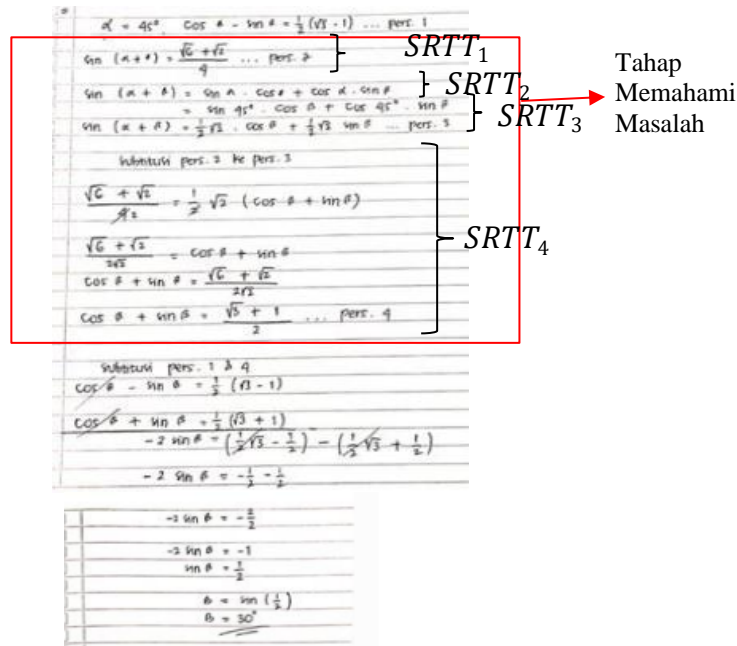 α = 45°. cos β - sin β = 1/2 (√3 - 1) ... pers. 1
sin (α + β) = (√6 + √2)/4 ... pers. 2
SRTT₁
sin (α + β) = sin α . cos β + cos α . sin β
SRTT₂
= sin 45° . cos β + cos 45° . sin β
sin (α + β) = 1/2 √2 . cos β + 1/2 √2 sin β ... pers. 3
SRTT₃
Tahap
Memahami
Masalah
substitusi pers. 2 ke pers. 3
(√6 + √2)/4 2 = 1/2 √2 (cos β + sin β)
(√6 + √2)/2√2 = cos β + sin β
SRTT₄
cos β + sin β = (√6 + √2)/2√2
cos β + sin β = (√3 + 1)/2 ... pers. 4
substitusi pers. 1 & 4
cos β - sin β = 1/2 (√3 - 1)
cos β + sin β = 1/2 (√3 + 1)
-2 sin β = (1/2 √3 - 1/2) - (1/2 √3 + 1/2)
-2 sin β = -1/2 - 1/2
-2 sin β = -2/2
-2 sin β = -1
sin β = 1/2
β = sin (1/2)
β = 30°